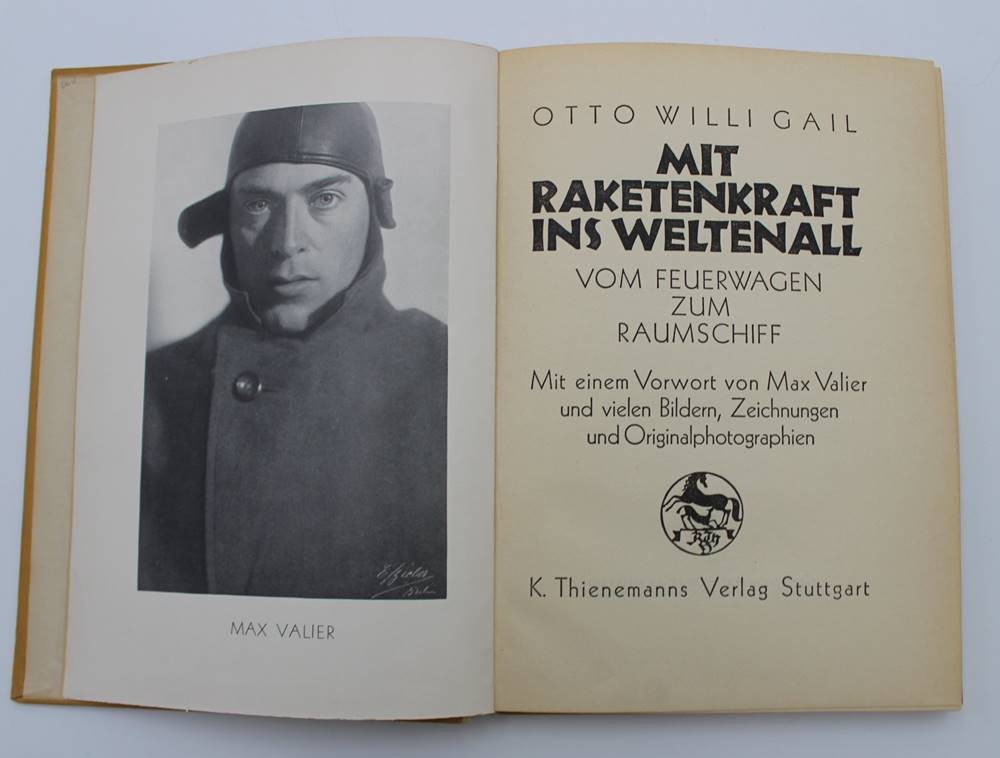 MAX VALIER
OTTO WILLI GAIL
MIT
RAKETENKRAFT
INS WELTENALL
VOM FEUERWAGEN
ZUM
RAUMSCHIFF
Mit einem Vorwort von Max Valier
und vielen Bildern, Zeichnungen
und Originalphotographien
K. Thienemanns Verlag Stuttgart